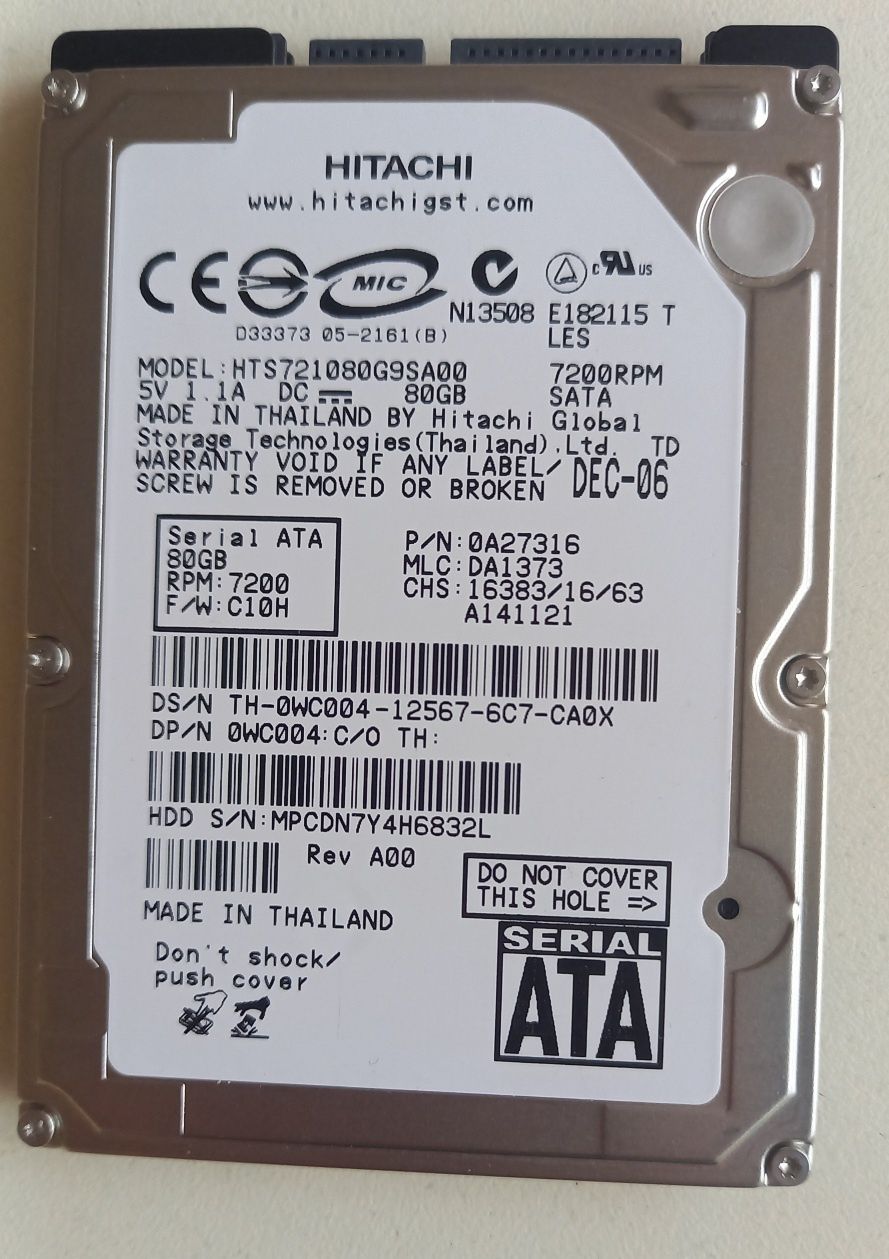 HITACHI
www.hitachigst.com
CE MIC c RU US
N13508 E182115 T
D33373 05-2161(B) LES
MODEL:HTS721080G9SA00 7200RPM
5V 1.1A DC 80GB SATA
MADE IN THAILAND BY Hitachi Global
Storage Technologies(Thailand),Ltd. TD
WARRANTY VOID IF ANY LABEL/
SCREW IS REMOVED OR BROKEN DEC-06
Serial ATA
80GB
RPM:7200
F/W:C10H
P/N:0A27316
MLC:DA1373
CHS:16383/16/63
A141121
DS/N TH-0WC004-12567-6C7-CA0X
DP/N 0WC004:C/O TH:
HDD S/N:MPCDN7Y4H6832L
Rev A00
DO NOT COVER
THIS HOLE =>
MADE IN THAILAND
Don't shock/
push cover
SERIAL
ATA